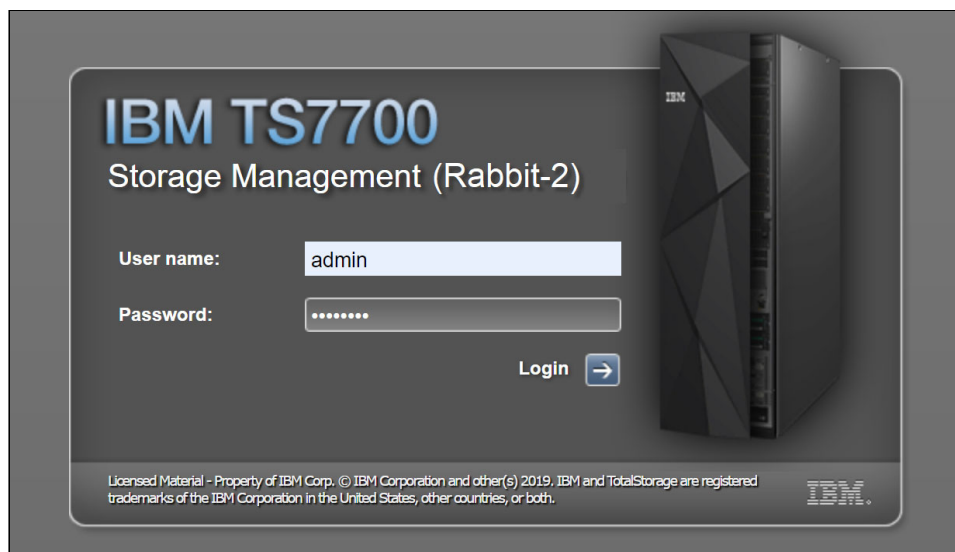 IBM TS7700
IBM
Storage Management (Rabbit-2)
User name:
admin
Password:
••••••••
Login
Licensed Material - Property of IBM Corp. © IBM Corporation and other(s) 2019. IBM and TotalStorage are registered
trademarks of the IBM Corporation in the United States, other countries, or both.
IBM.